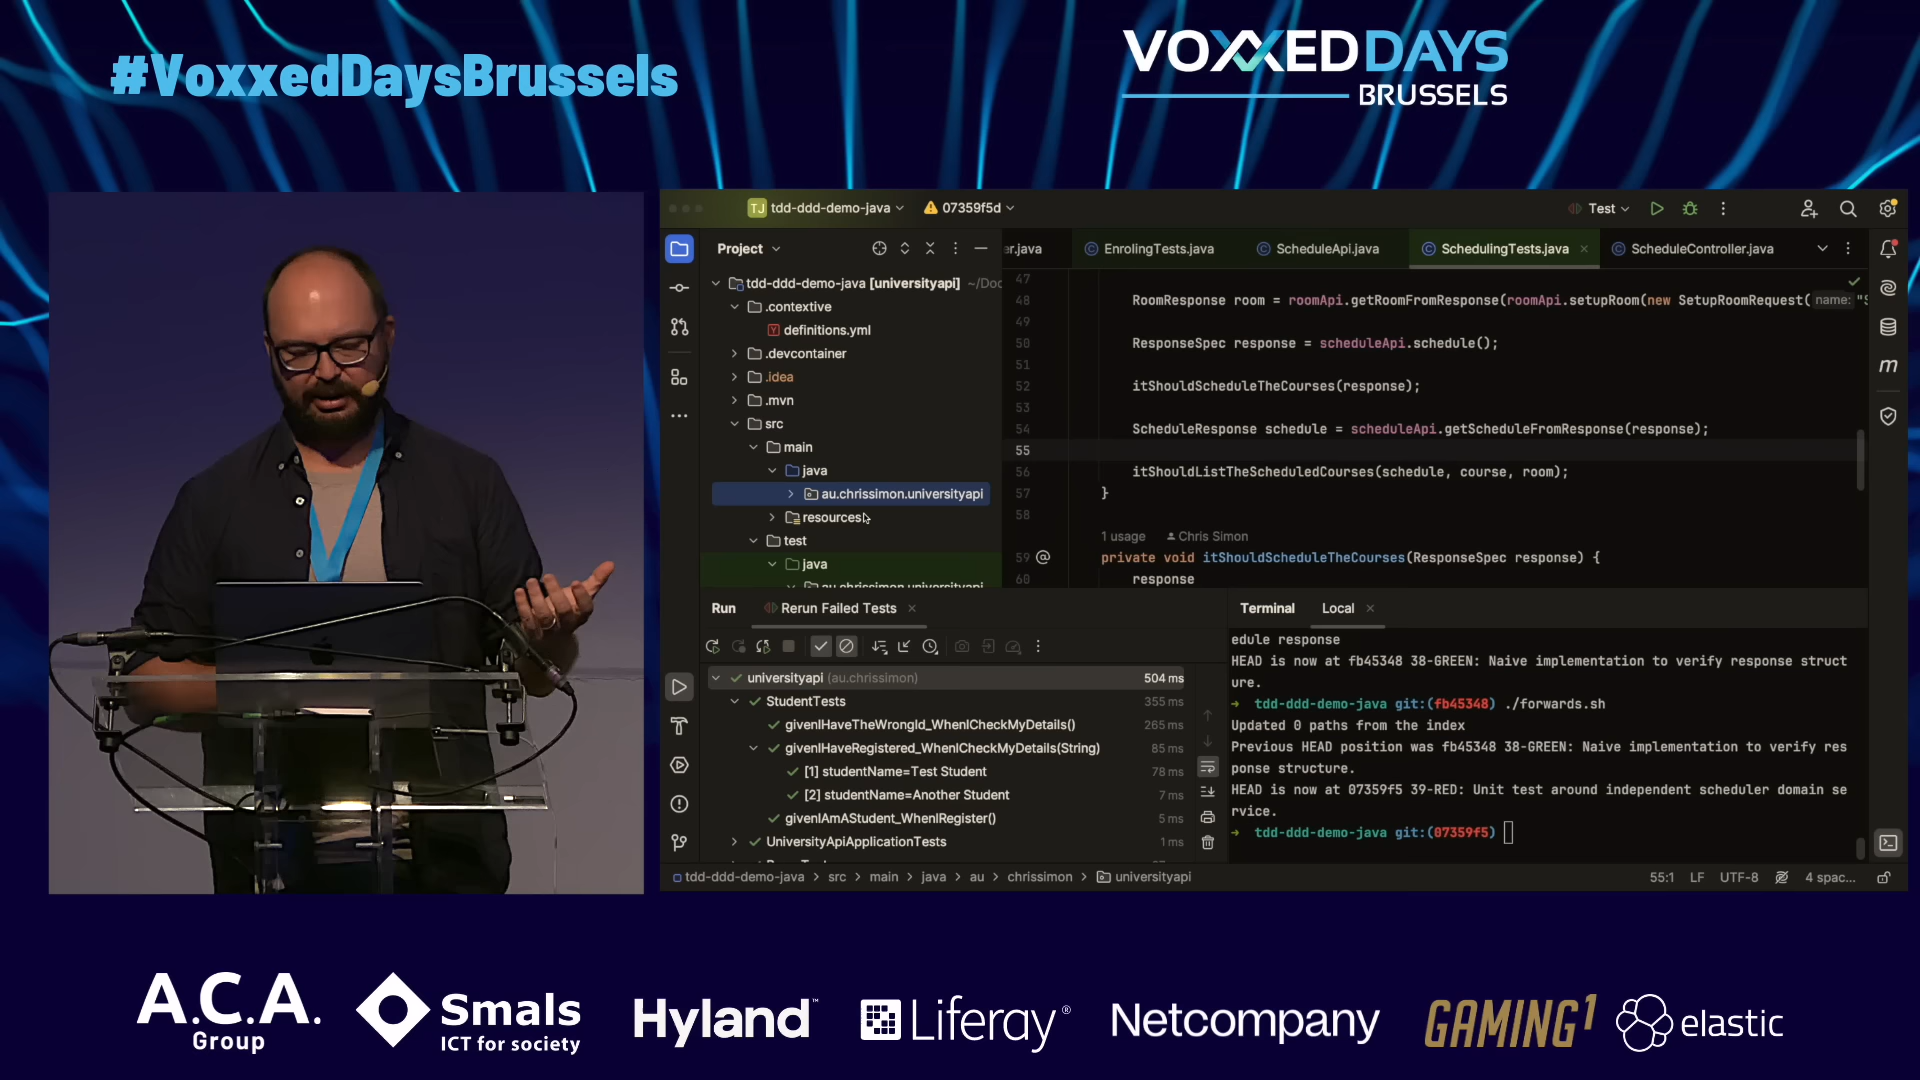 #VoxxedDaysBrussels
VOXXEDDAYS
BRUSSELS
TJ tdd-ddd-demo-java 07359f5d Test
Project
er.java EnrolingTests.java ScheduleApi.java SchedulingTests.java ScheduleController.java
tdd-ddd-demo-java [universityapi] ~/Doc
.contextive
definitions.yml
.devcontainer
.idea
.mvn
src
main
java
au.chrissimon.universityapi
resources
test
java
au.chrissimon.universityapi
47
48 RoomResponse room = roomApi.getRoomFromResponse(roomApi.setupRoom(new SetupRoomRequest( name: "S
49
50 ResponseSpec response = scheduleApi.schedule();
51
52 itShouldScheduleTheCourses(response);
53
54 ScheduleResponse schedule = scheduleApi.getScheduleFromResponse(response);
55
56 itShouldListTheScheduledCourses(schedule, course, room);
57 }
58
1 usage Chris Simon
59 @ private void itShouldScheduleTheCourses(ResponseSpec response) {
60 response
Run Rerun Failed Tests
universityapi (au.chrissimon) 504 ms
StudentTests 355 ms
givenIHaveTheWrongId_WhenICheckMyDetails() 265 ms
givenIHaveRegistered_WhenICheckMyDetails(String) 85 ms
[1] studentName=Test Student 78 ms
[2] studentName=Another Student 7 ms
givenIAmAStudent_WhenIRegister() 5 ms
UniversityApiApplicationTests 1 ms
Terminal Local
edule response
HEAD is now at fb45348 38-GREEN: Naive implementation to verify response struct
ure.
→ tdd-ddd-demo-java git:(fb45348) ./forwards.sh
Updated 0 paths from the index
Previous HEAD position was fb45348 38-GREEN: Naive implementation to verify res
ponse structure.
HEAD is now at 07359f5 39-RED: Unit test around independent scheduler domain se
rvice.
→ tdd-ddd-demo-java git:(07359f5)
tdd-ddd-demo-java > src > main > java > au > chrissimon > universityapi
55:1 LF UTF-8 4 spac...
A.C.A.
Group
Smals
ICT for society
Hyland™
Liferay®
Netcompany
GAMING1
elastic